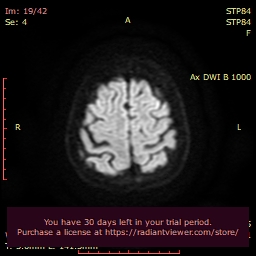 Im: 19/42
Se: 4
A
STP84
STP84
F
Ax DWI B 1000
R
L
You have 30 days left in your trial period.
Purchase a license at https://radiantviewer.com/store/